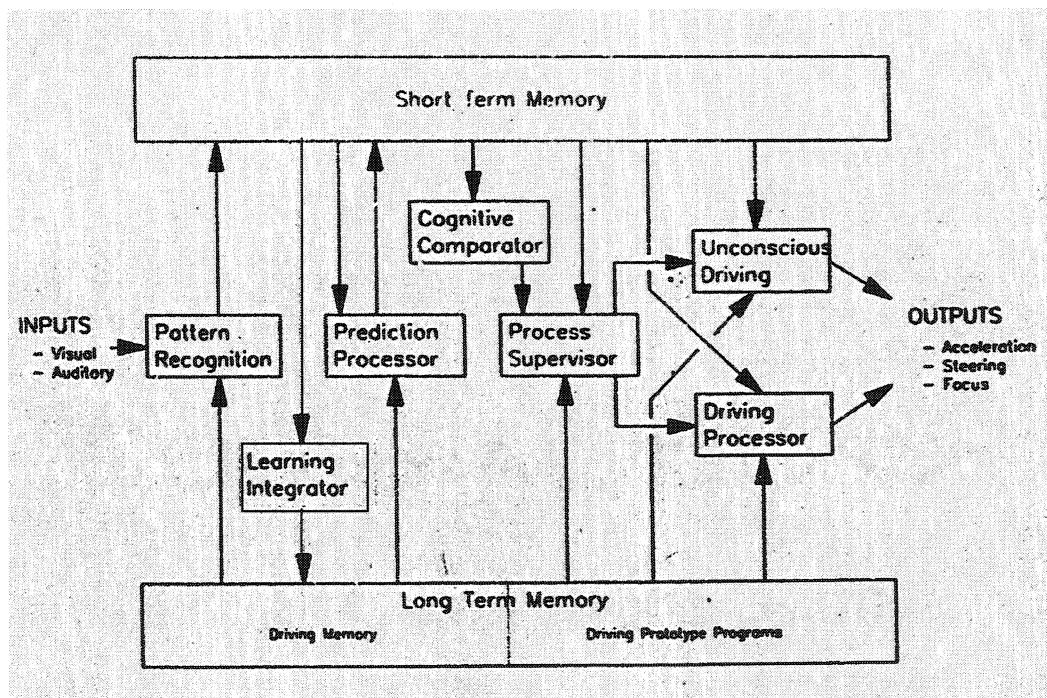 Short Term Memory
Cognitive
Comparator
Unconscious
Driving
INPUTS
- Visual
- Auditory
Pattern
Recognition
Prediction
Processor
Process
Supervisor
OUTPUTS
- Acceleration
- Steering
- Focus
Driving
Processor
Learning
Integrator
Long Term Memory
Driving Memory
Driving Prototype Programs